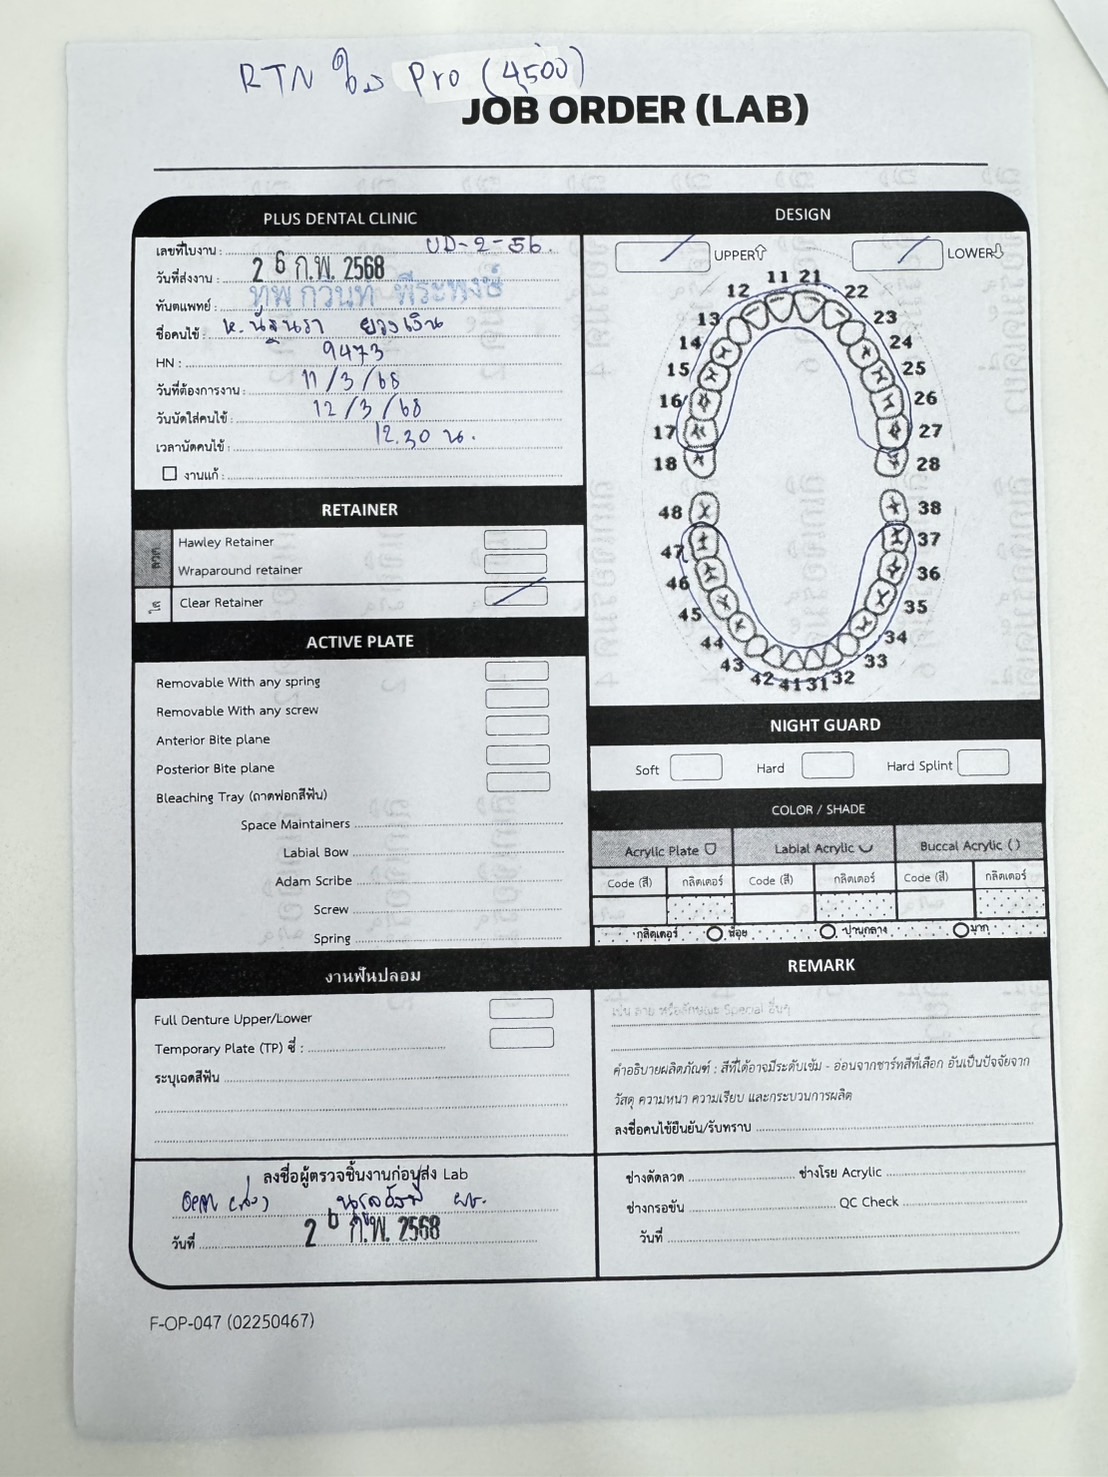 RTN ใส Pro (4,500)
JOB ORDER (LAB)
PLUS DENTAL CLINIC
เลขที่ใบงาน : UD-2-56.
วันที่ส่งงาน : 26 ก.พ. 2568
ทันตแพทย์ : ทพ กวินท์ พีระพงษ์
ชื่อคนไข้ :
HN : 9473
วันที่ต้องการงาน : 11/3/68
วันนัดใส่คนไข้ : 12/3/68
เวลานัดคนไข้ : 12.30 น.
งานแก้ :
RETAINER
ลวด
Hawley Retainer
Wraparound retainer
ใส
Clear Retainer
ACTIVE PLATE
Removable With any spring
Removable With any screw
Anterior Bite plane
Posterior Bite plane
Bleaching Tray (ถาดฟอกสีฟัน)
Space Maintainers
Labial Bow
Adam Scribe
Screw
Spring
งานฟันปลอม
Full Denture Upper/Lower
Temporary Plate (TP) ซี่ :
ระบุเฉดสีฟัน
ลงชื่อผู้ตรวจชิ้นงานก่อนส่ง Lab
วันที่ 26 ก.พ. 2568
DESIGN
UPPER LOWER
11 21
12 22
13 23
14 24
15 25
16 26
17 27
18 28
48 38
47 37
46 36
45 35
44 34
43 33
42 41 31 32
NIGHT GUARD
Soft Hard Hard Splint
COLOR / SHADE
Acrylic Plate Labial Acrylic Buccal Acrylic ( )
Code (สี) กลิตเตอร์ Code (สี) กลิตเตอร์ Code (สี) กลิตเตอร์
กลิตเตอร์ น้อย ปานกลาง มาก
REMARK
เช่น ลาย หรือลักษณะ Special อื่นๆ
คำอธิบายผลิตภัณฑ์ : สีที่ได้อาจมีระดับเข้ม - อ่อนจากชาร์ทสีที่เลือก อันเป็นปัจจัยจาก
วัสดุ ความหนา ความเรียบ และกระบวนการผลิต
ลงชื่อคนไข้ยืนยัน/รับทราบ
ช่างดัดลวด ช่างโรย Acrylic
ช่างกรอขัน QC Check
วันที่
F-OP-047 (02250467)